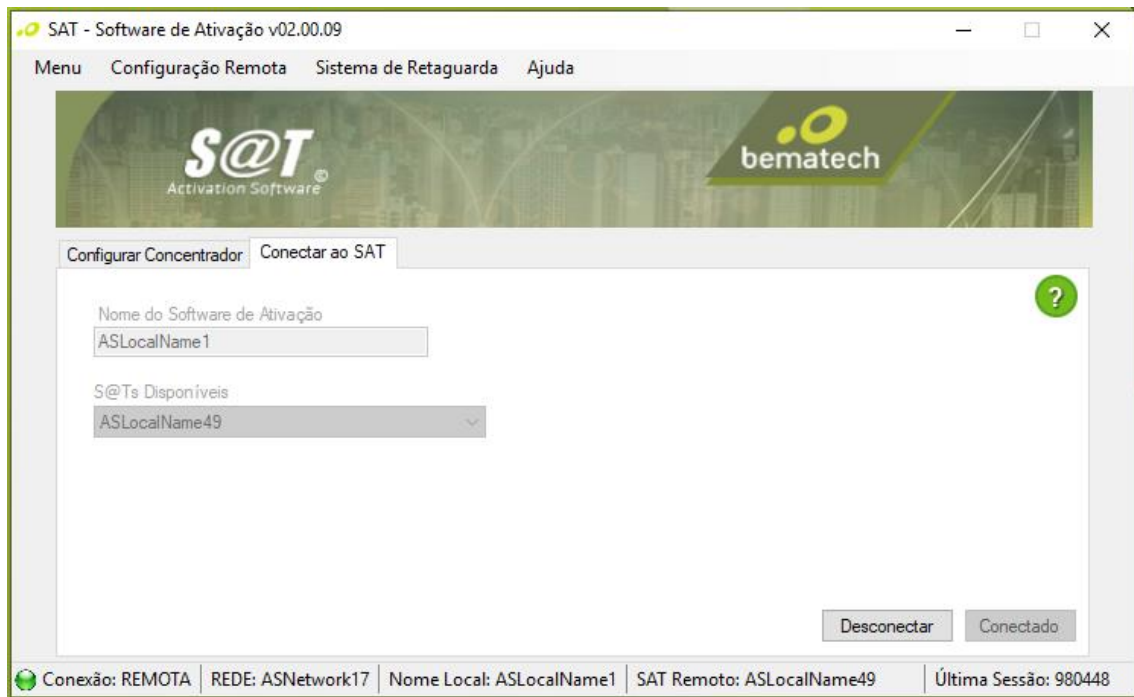 SAT - Software de Ativação v02.00.09
Menu Configuração Remota Sistema de Retaguarda Ajuda
S@T
Activation Software©
bematech
Configurar Concentrador Conectar ao SAT
?
Nome do Software de Ativação
ASLocalName1
S@Ts Disponíveis
ASLocalName49
Desconectar Conectado
Conexão: REMOTA REDE: ASNetwork17 Nome Local: ASLocalName1 SAT Remoto: ASLocalName49 Última Sessão: 980448